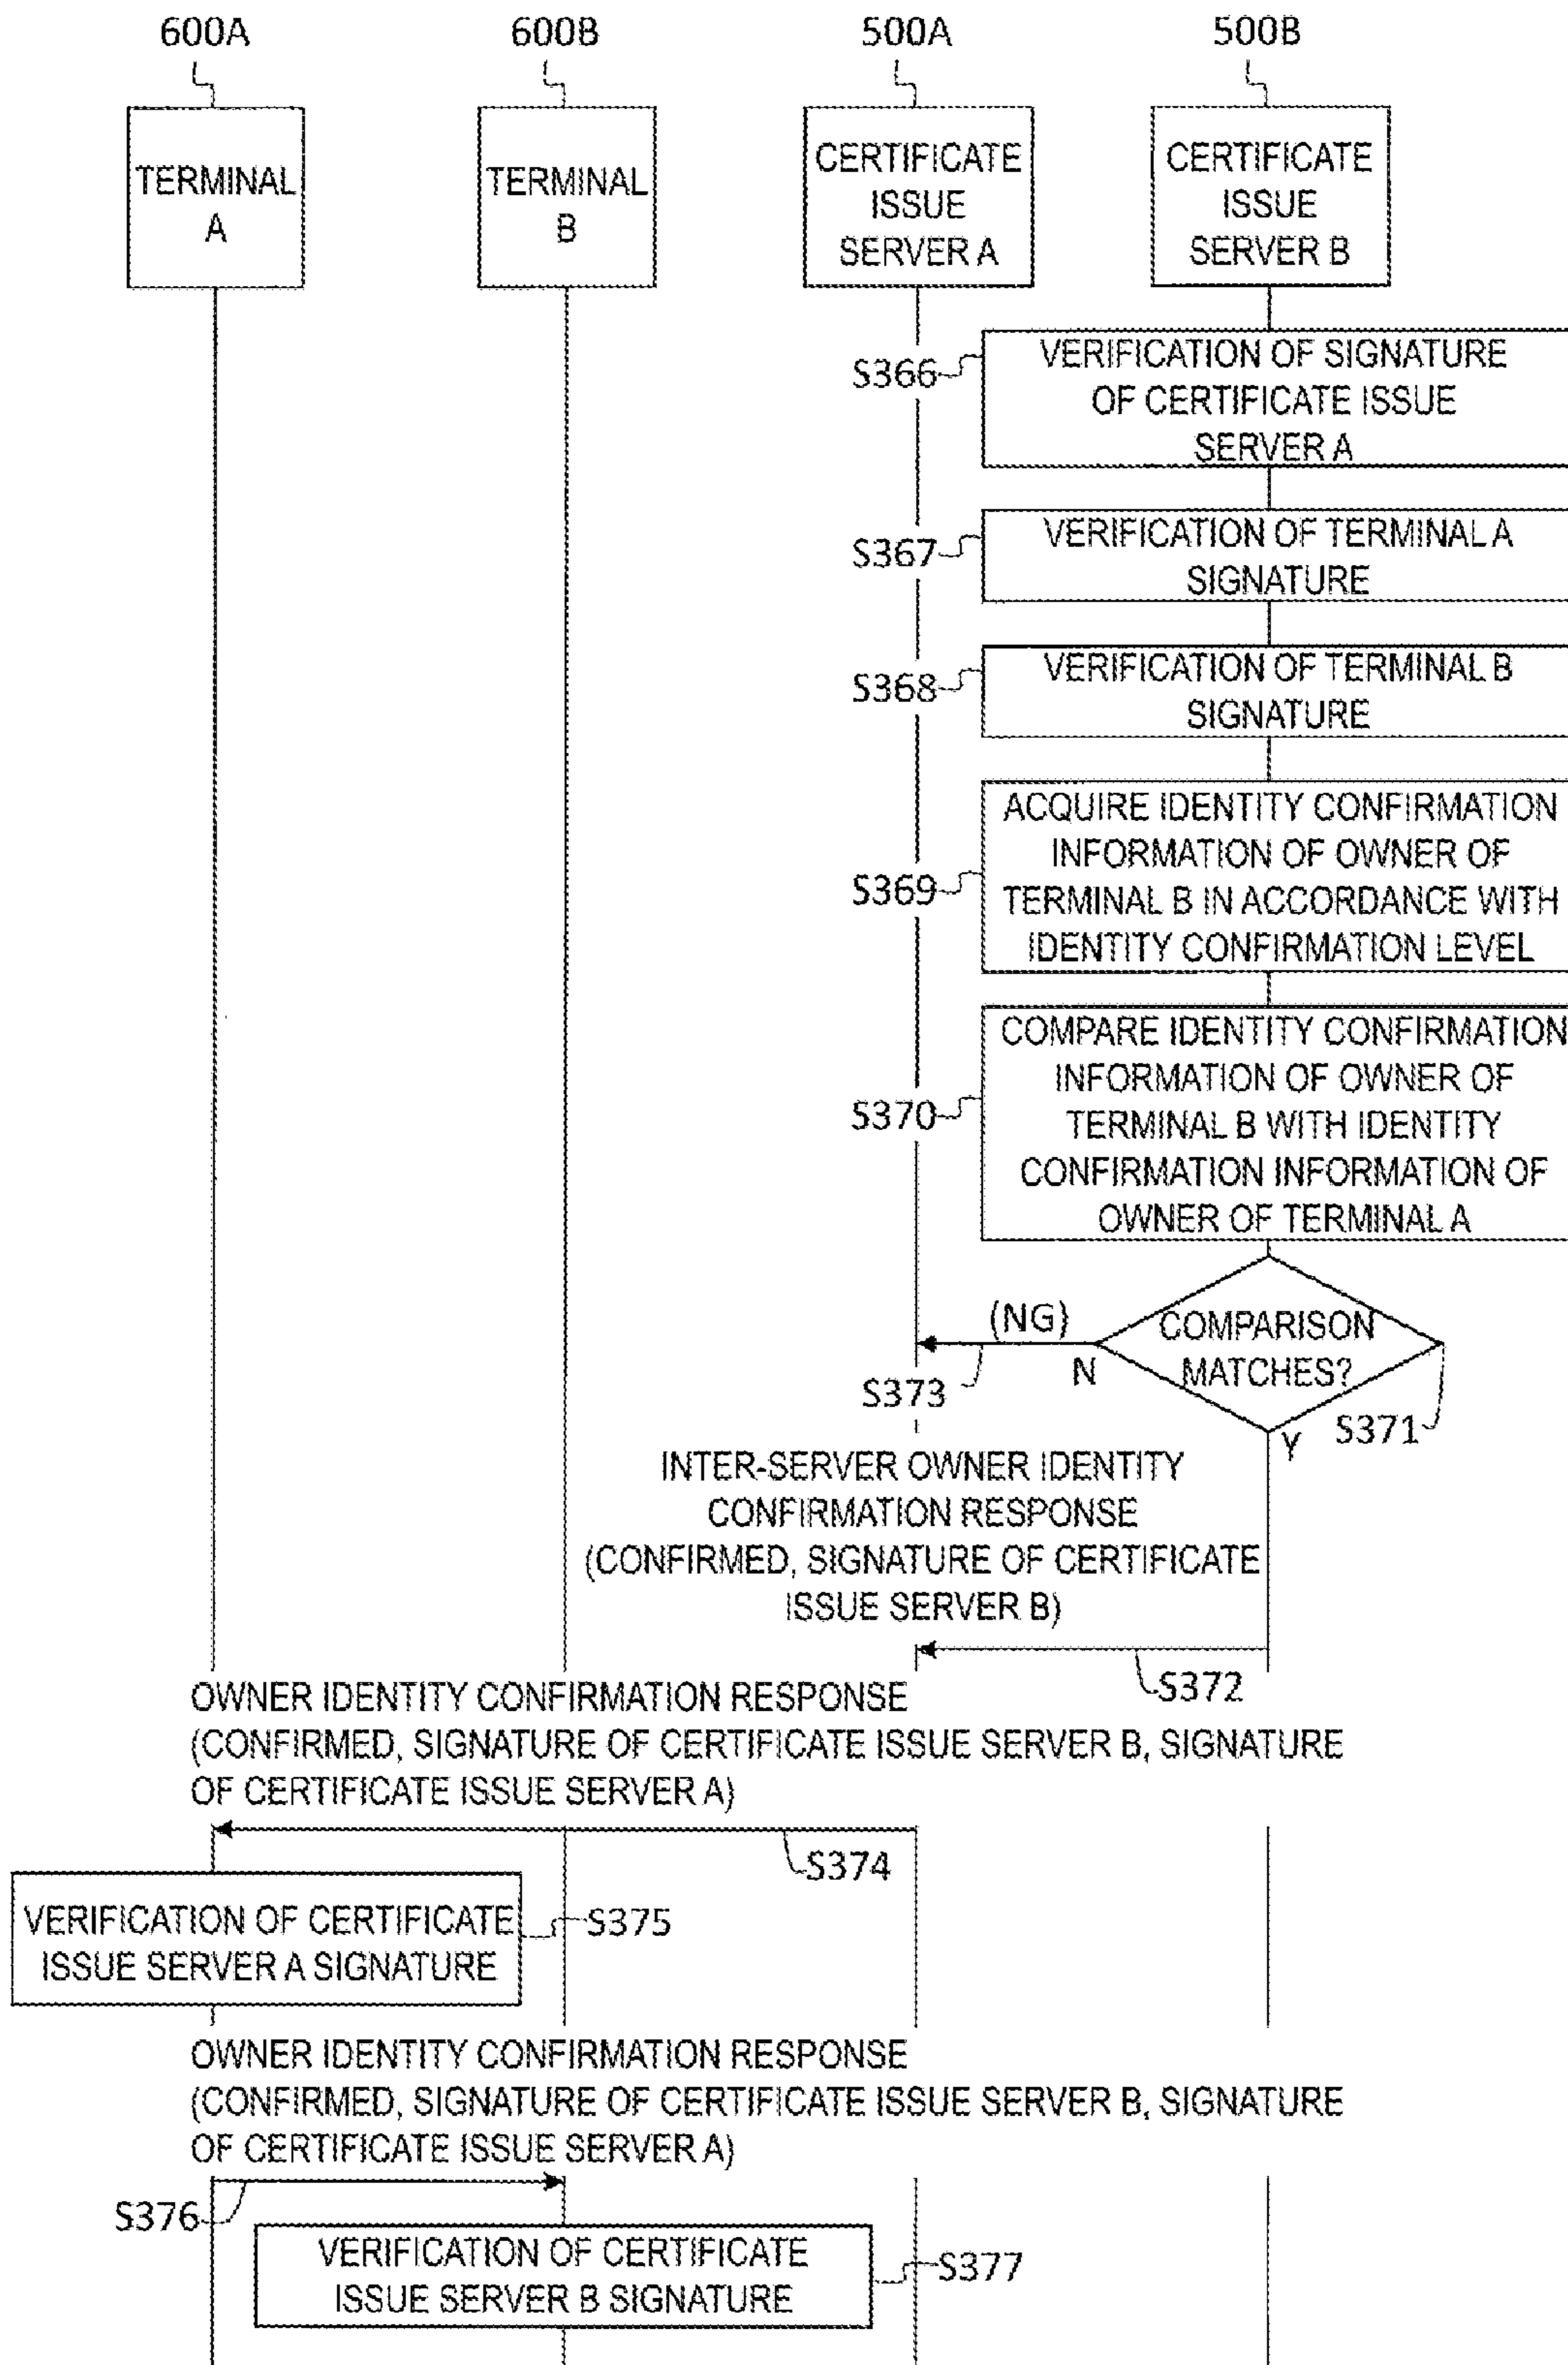 600A
600B
500A
500B
TERMINAL
A
TERMINAL
B
CERTIFICATE
ISSUE
SERVER A
CERTIFICATE
ISSUE
SERVER B
S366
VERIFICATION OF SIGNATURE
OF CERTIFICATE ISSUE
SERVER A
S367
VERIFICATION OF TERMINAL A
SIGNATURE
S368
VERIFICATION OF TERMINAL B
SIGNATURE
S369
ACQUIRE IDENTITY CONFIRMATION
INFORMATION OF OWNER OF
TERMINAL B IN ACCORDANCE WITH
IDENTITY CONFIRMATION LEVEL
S370
COMPARE IDENTITY CONFIRMATION
INFORMATION OF OWNER OF
TERMINAL B WITH IDENTITY
CONFIRMATION INFORMATION OF
OWNER OF TERMINAL A
(NG)
N
S373
COMPARISON
MATCHES?
S371
Y
INTER-SERVER OWNER IDENTITY
CONFIRMATION RESPONSE
(CONFIRMED, SIGNATURE OF CERTIFICATE
ISSUE SERVER B)
S372
OWNER IDENTITY CONFIRMATION RESPONSE
(CONFIRMED, SIGNATURE OF CERTIFICATE ISSUE SERVER B, SIGNATURE
OF CERTIFICATE ISSUE SERVER A)
S374
VERIFICATION OF CERTIFICATE
ISSUE SERVER A SIGNATURE
S375
OWNER IDENTITY CONFIRMATION RESPONSE
(CONFIRMED, SIGNATURE OF CERTIFICATE ISSUE SERVER B, SIGNATURE
OF CERTIFICATE ISSUE SERVER A)
S376
VERIFICATION OF CERTIFICATE
ISSUE SERVER B SIGNATURE
S377